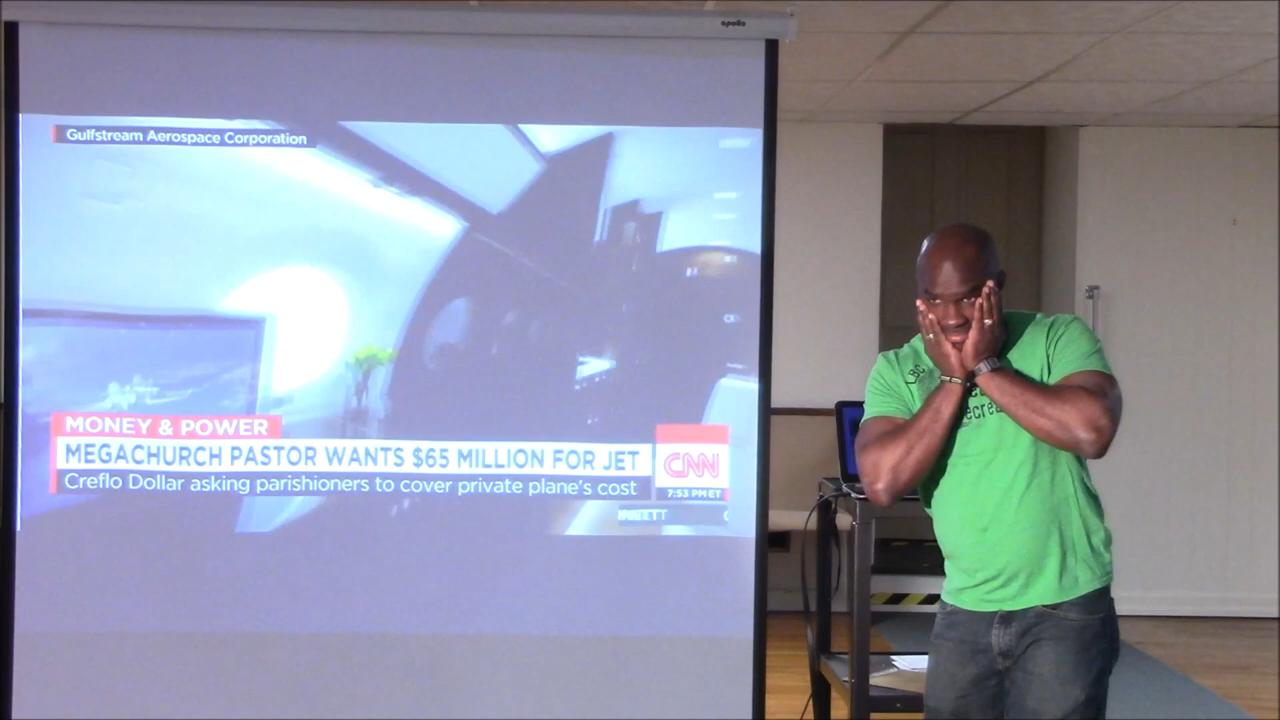 apollo
Gulfstream Aerospace Corporation
MONEY & POWER
MEGACHURCH PASTOR WANTS $65 MILLION FOR JET
Creflo Dollar asking parishioners to cover private plane's cost
CNN
7:53 PM ET